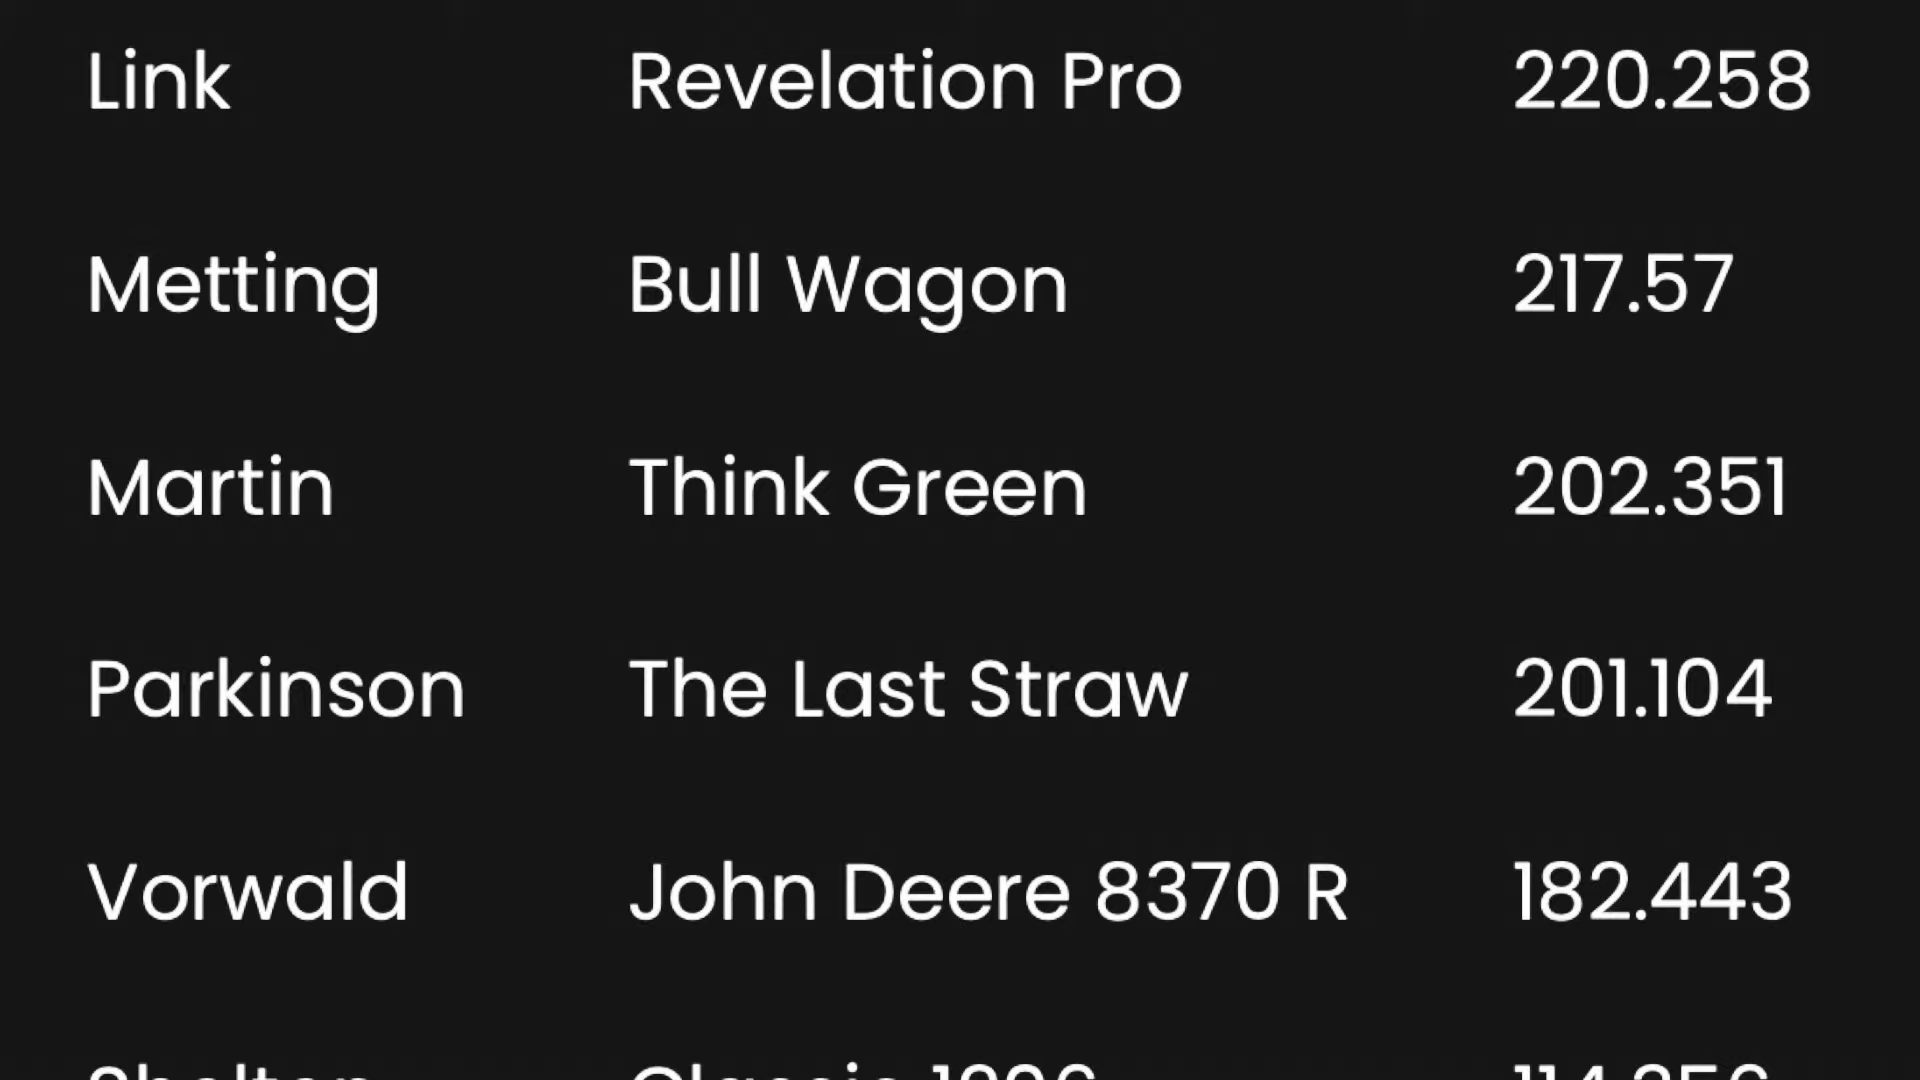 Link Revelation Pro 220.258
Metting Bull Wagon 217.57
Martin Think Green 202.351
Parkinson The Last Straw 201.104
Vorwald John Deere 8370 R 182.443